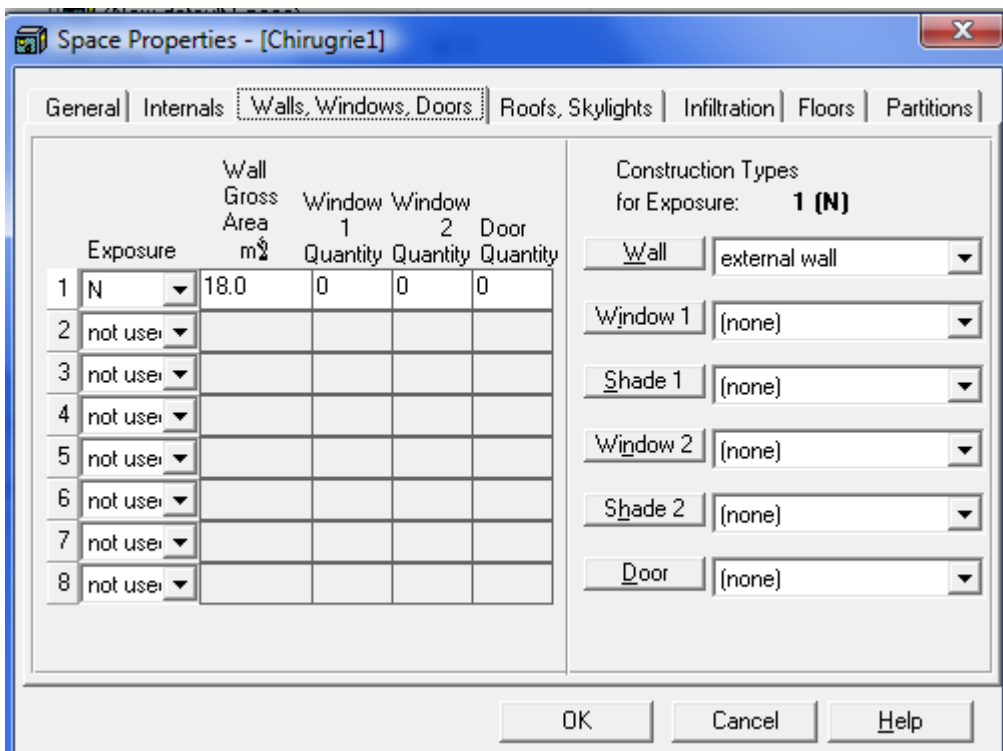 Space Properties - [Chirugrie1]
General Internals Walls, Windows, Doors Roofs, Skylights Infiltration Floors Partitions
Exposure
Wall
Gross
Area
Window
1
Quantity
Window
2
Quantity
Door
Quantity
1 N 18.0 0 0 0
2 not use
3 not use
4 not use
5 not use
6 not use
7 not use
8 not use
Construction Types
for Exposure: 1 (N)
Wall external wall
Window 1 (none)
Shade 1 (none)
Window 2 (none)
Shade 2 (none)
Door (none)
OK Cancel Help